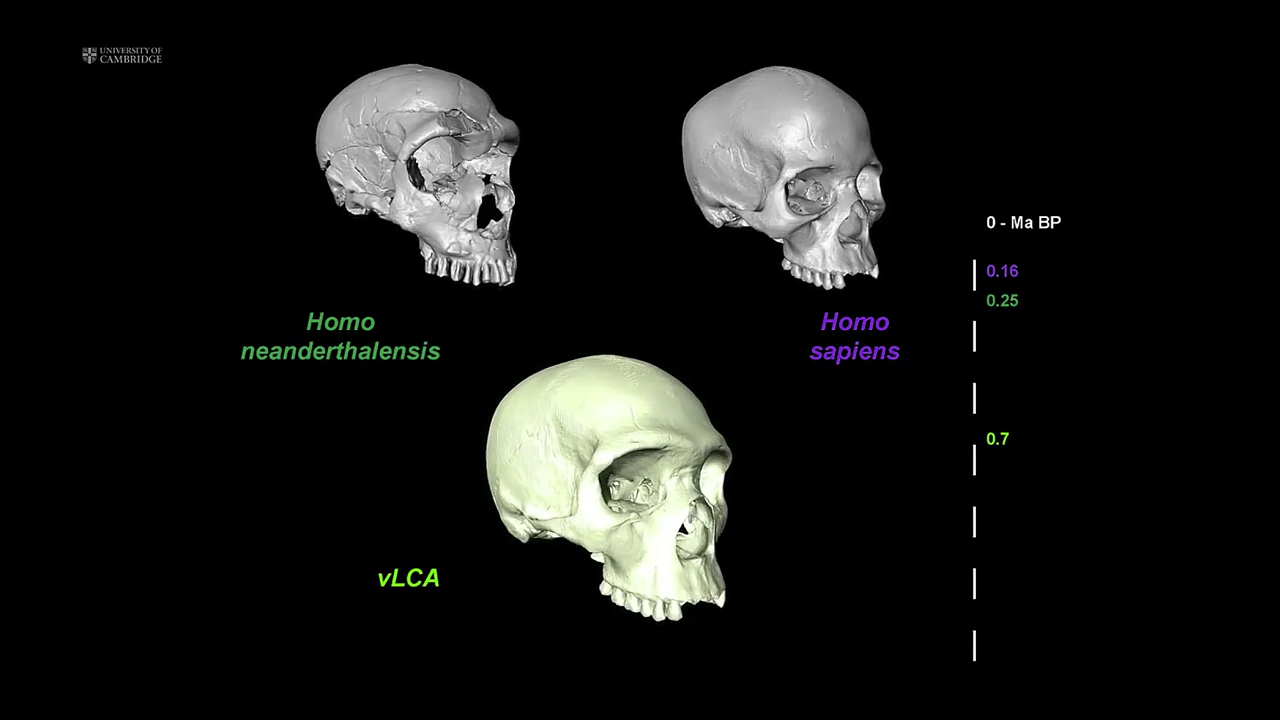 UNIVERSITY OF
CAMBRIDGE
Homo
neanderthalensis
Homo
sapiens
vLCA
0 - Ma BP
0.16
0.25
0.7